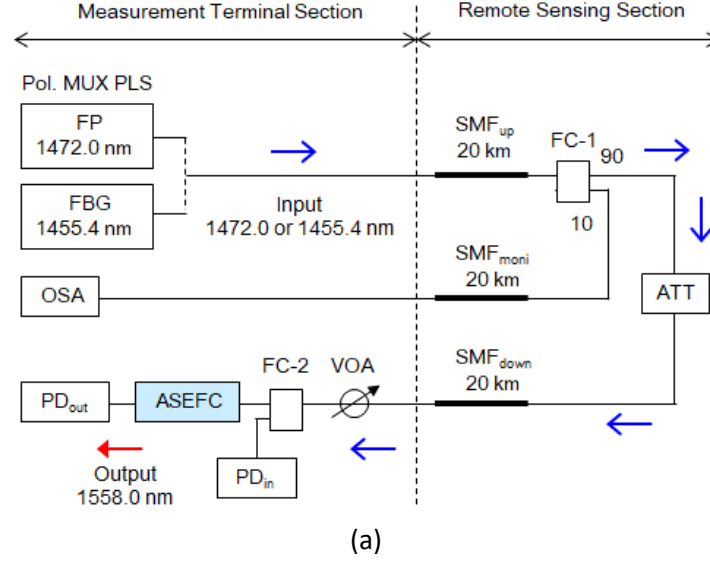 Measurement Terminal Section
Remote Sensing Section
Pol. MUX PLS
FP
1472.0 nm
FBG
1455.4 nm
Input
1472.0 or 1455.4 nm
SMFup
20 km
FC-1
90
10
SMFmoni
20 km
OSA
ATT
SMFdown
20 km
FC-2
VOA
PDout
ASEFC
PDin
Output
1558.0 nm
(a)